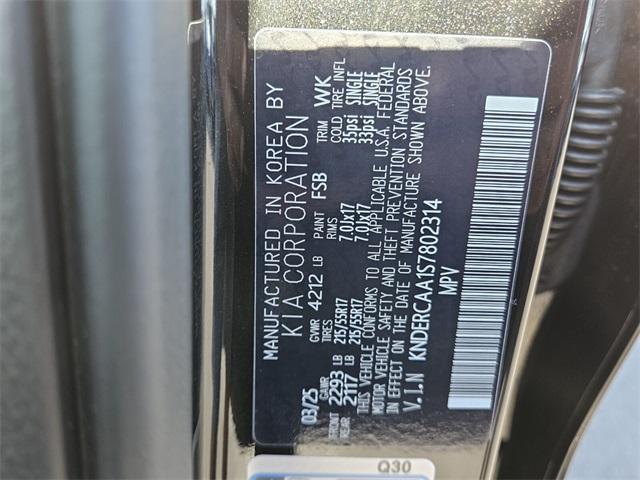 MANUFACTURED IN KOREA BY
KIA CORPORATION
03/25 GVWR 4212 LB PAINT FSB TRIM WK
GAWR TIRES RIMS COLD TIRE INFL
FRONT 2293 LB 215/55R17 7.0Jx17 35psi SINGLE
REAR 2117 LB 215/55R17 7.0Jx17 33psi SINGLE
THIS VEHICLE CONFORMS TO ALL APPLICABLE U.S.A. FEDERAL
MOTOR VEHICLE SAFETY AND THEFT PREVENTION STANDARDS
IN EFFECT ON THE DATE OF MANUFACTURE SHOWN ABOVE.
V.I.N KNDERCAA1S7802314
MPV
Q30